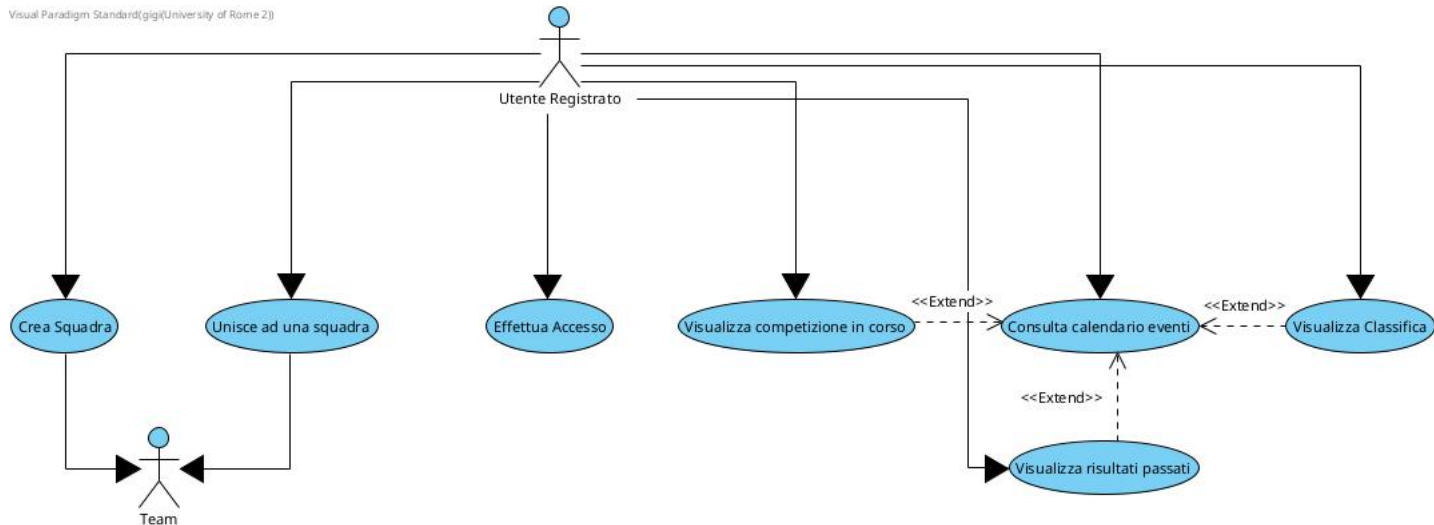 Visual Paradigm Standard(gigi(University of Rome 2))
Utente Registrato
<<Extend>>
<<Extend>>
Crea Squadra
Unisce ad una squadra
Effettua Accesso
Visualizza competizione in corso
Consulta calendario eventi
Visualizza Classifica
<<Extend>>
Visualizza risultati passati
Team